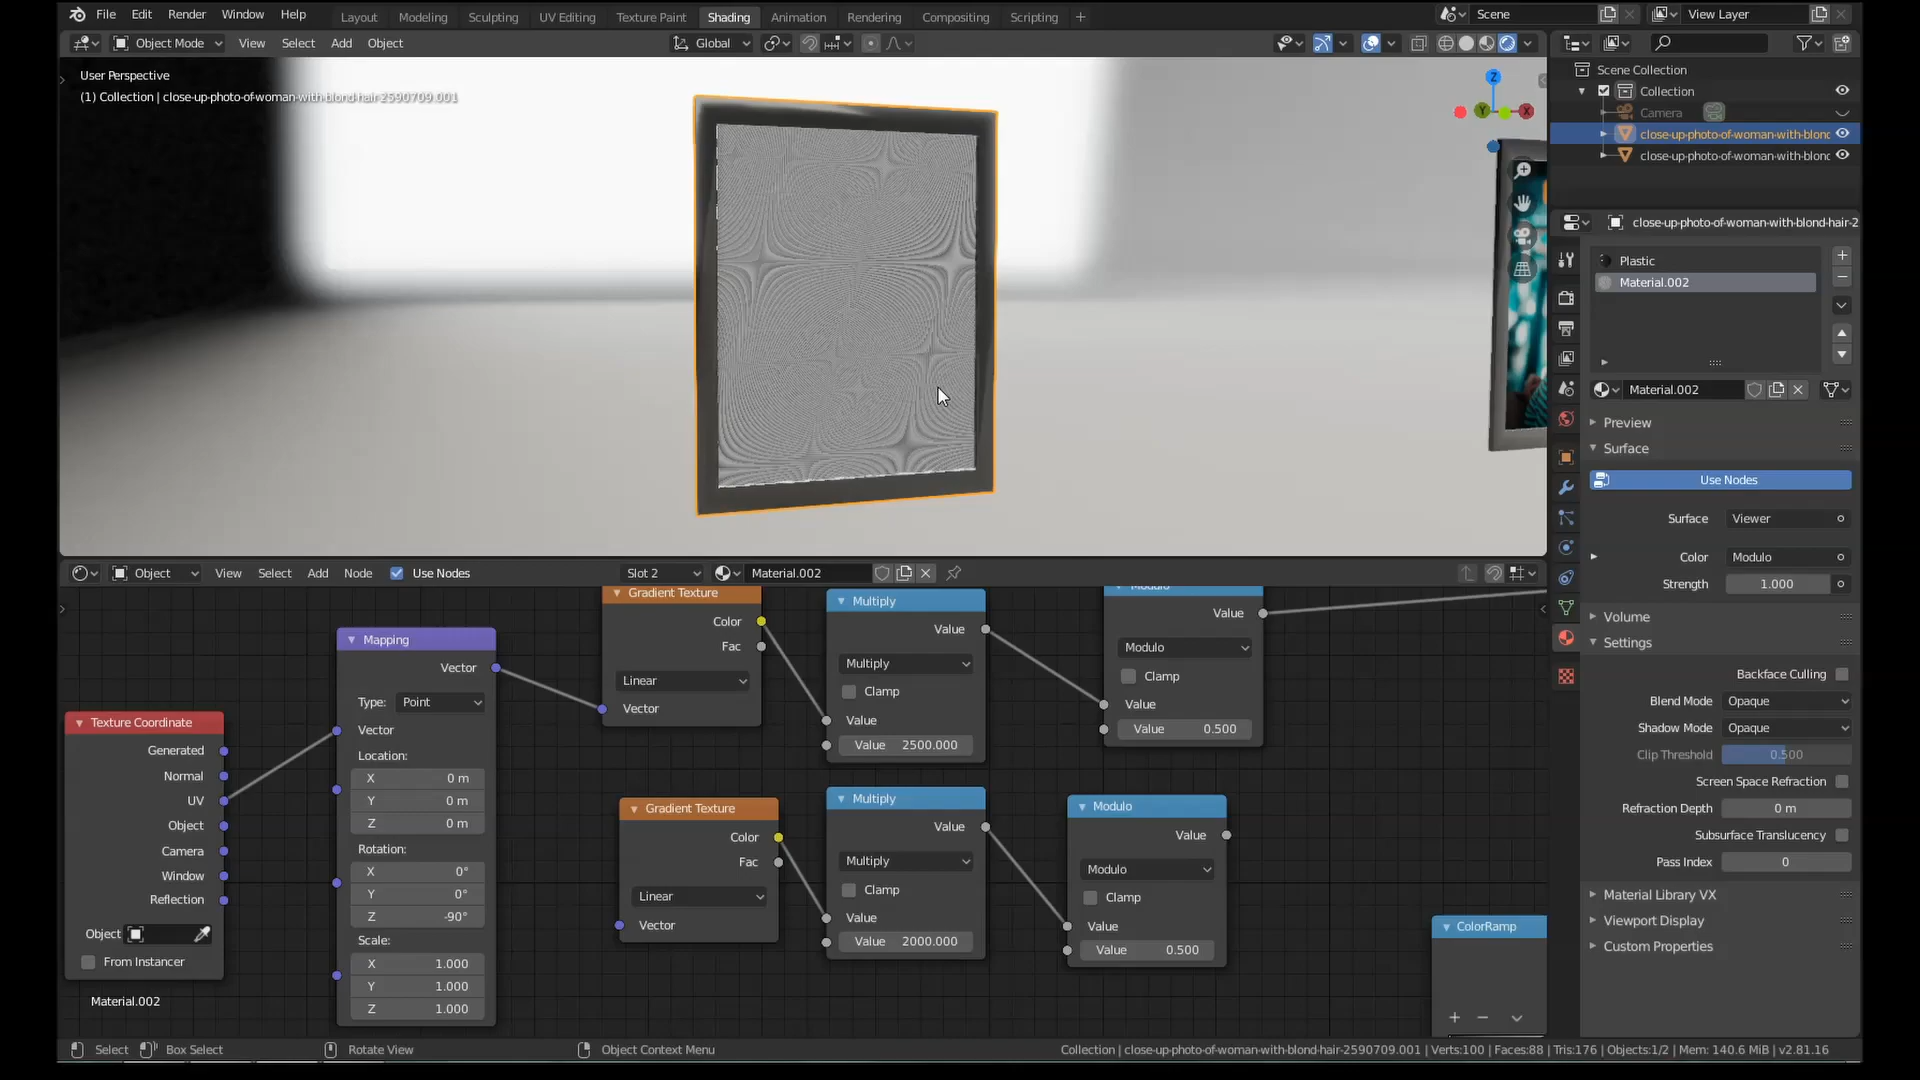 File Edit Render Window Help Layout Modeling Sculpting UV Editing Texture Paint Shading Animation Rendering Compositing Scripting + Scene View Layer
Object Mode View Select Add Object Global
User Perspective
(1) Collection | close-up-photo-of-woman-with-blond-hair-2590709.001
Z
Y
X
Scene Collection
Collection
Camera
close-up-photo-of-woman-with-blond
close-up-photo-of-woman-with-blond
close-up-photo-of-woman-with-blond-hair-2
Plastic
Material.002
Material.002
Preview
Surface
Use Nodes
Surface Viewer
Color Modulo
Strength 1.000
Volume
Settings
Backface Culling
Blend Mode Opaque
Shadow Mode Opaque
Clip Threshold 0.500
Screen Space Refraction
Refraction Depth 0 m
Subsurface Translucency
Pass Index 0
Material Library VX
Viewport Display
Custom Properties
Object View Select Add Node Use Nodes Slot 2 Material.002
Texture Coordinate
Generated
Normal
UV
Object
Camera
Window
Reflection
Object
From Instancer
Material.002
Mapping
Vector
Type: Point
Vector
Location:
X 0 m
Y 0 m
Z 0 m
Rotation:
X 0°
Y 0°
Z -90°
Scale:
X 1.000
Y 1.000
Z 1.000
Gradient Texture
Color
Fac
Linear
Vector
Multiply
Value
Multiply
Clamp
Value
Value 2500.000
Modulo
Value
Modulo
Clamp
Value
Value 0.500
Gradient Texture
Color
Fac
Linear
Vector
Multiply
Value
Multiply
Clamp
Value
Value 2000.000
Modulo
Value
Modulo
Clamp
Value
Value 0.500
ColorRamp
Select Box Select Rotate View Object Context Menu
Collection | close-up-photo-of-woman-with-blond-hair-2590709.001 | Verts:100 | Faces:88 | Tris:176 | Objects:1/2 | Mem: 140.6 MiB | v2.81.16